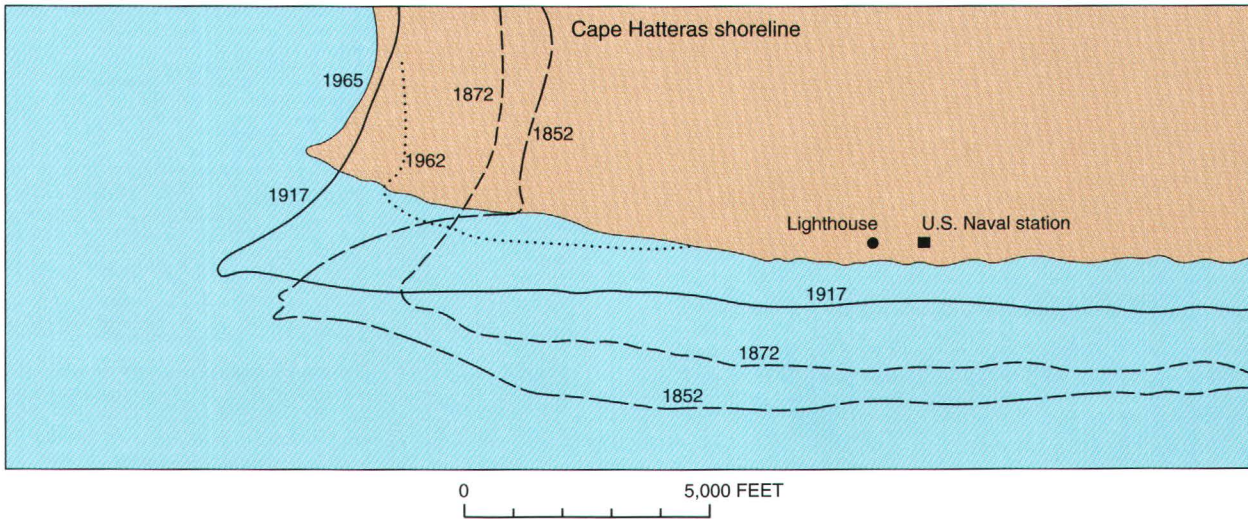 Cape Hatteras shoreline
1965
1872
1852
1962
1917
Lighthouse
U.S. Naval station
1917
1872
1852
0
5,000 FEET